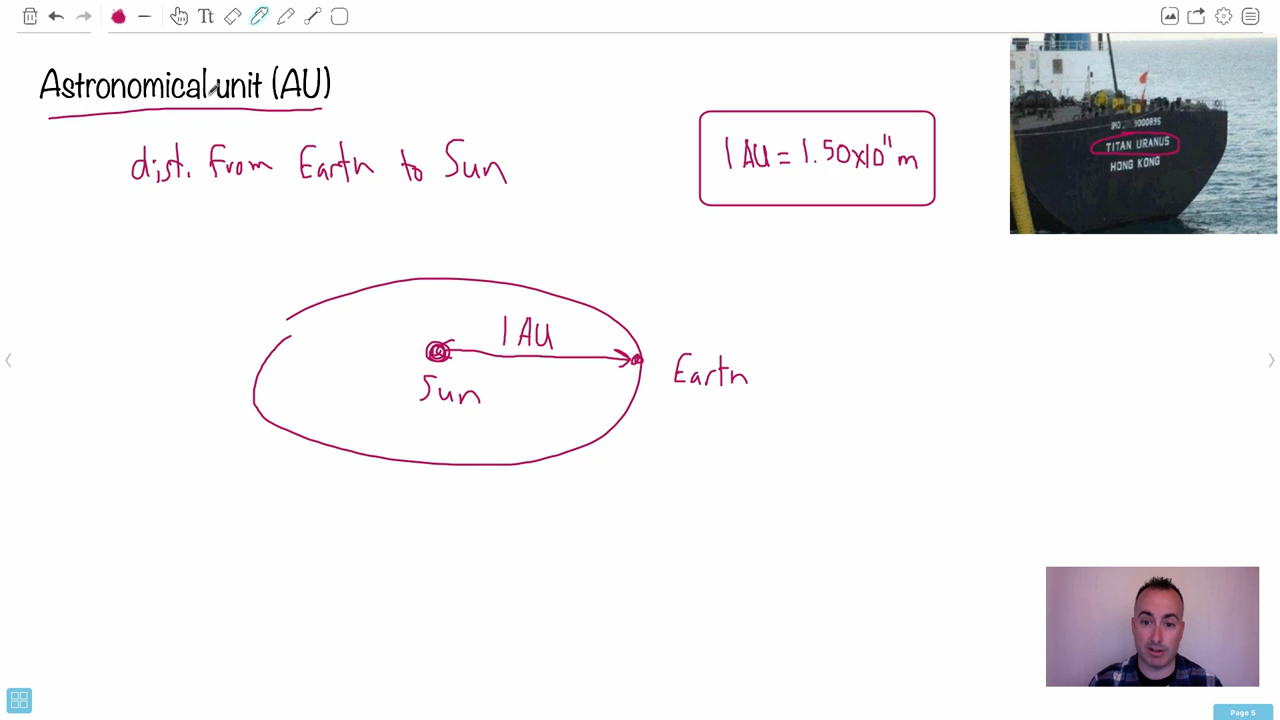 Tt
Astronomical unit (AU)
dist. From Earth to Sun
1 AU = 1.50x10¹¹ m
TITAN URANUS
HONG KONG
1 AU
Sun
Earth
Page 5